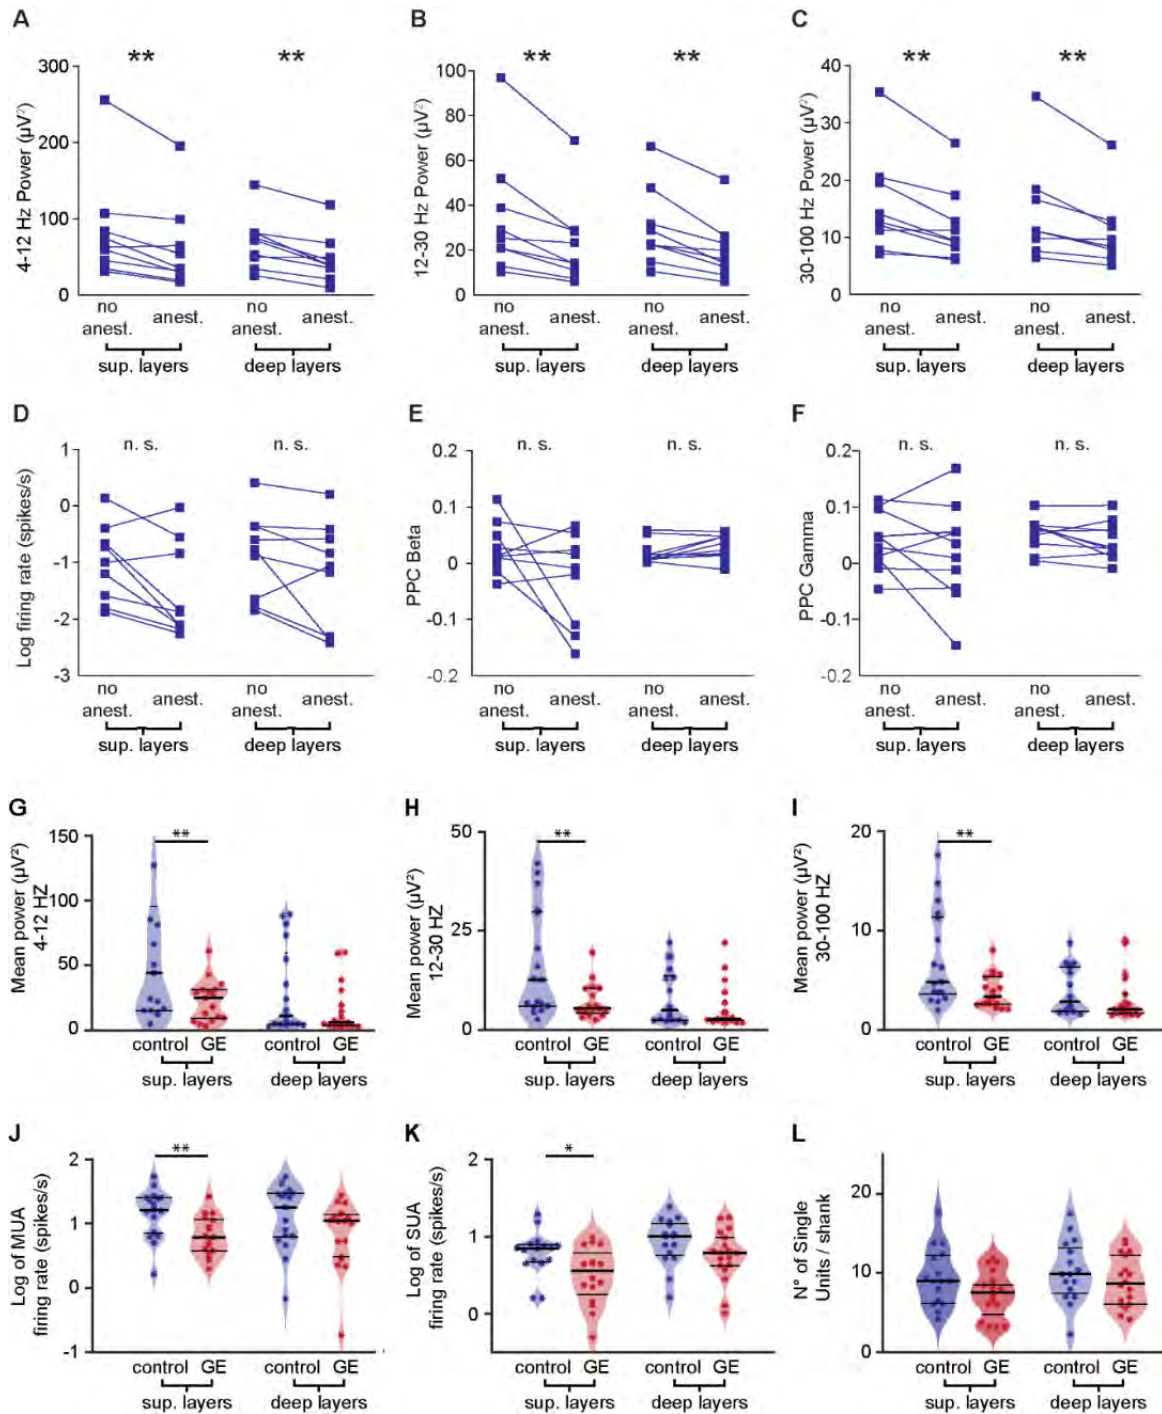 A
B
C
** **
** **
** **
4-12 Hz Power (µV²)
300
200
100
0
12-30 Hz Power (µV²)
100
80
60
40
20
0
30-100 Hz Power (µV²)
40
30
20
10
0
no anest. no anest.
anest. anest.
sup. layers deep layers
no anest. no anest.
anest. anest.
sup. layers deep layers
no anest. no anest.
anest. anest.
sup. layers deep layers
D
E
F
n. s. n. s.
n. s. n. s.
n. s. n. s.
Log firing rate (spikes/s)
1
0
-1
-2
-3
PPC Beta
0.2
0.1
0
-0.1
-0.2
PPC Gamma
0.2
0.1
0
-0.1
-0.2
no anest. no anest.
anest. anest.
sup. layers deep layers
no anest. no anest.
anest. anest.
sup. layers deep layers
no anest. no anest.
anest. anest.
sup. layers deep layers
G
H
I
**
**
**
Mean power (µV²)
4-12 HZ
150
100
50
0
Mean power (µV²)
12-30 HZ
50
25
0
Mean power (µV²)
30-100 HZ
20
10
0
control GE control GE
sup. layers deep layers
control GE control GE
sup. layers deep layers
control GE control GE
sup. layers deep layers
J
K
L
**
*
Log of MUA
firing rate (spikes/s)
2
1
0
-1
Log of SUA
firing rate (spikes/s)
2
1
0
N° of Single
Units / shank
20
10
0
control GE control GE
sup. layers deep layers
control GE control GE
sup. layers deep layers
control GE control GE
sup. layers deep layers